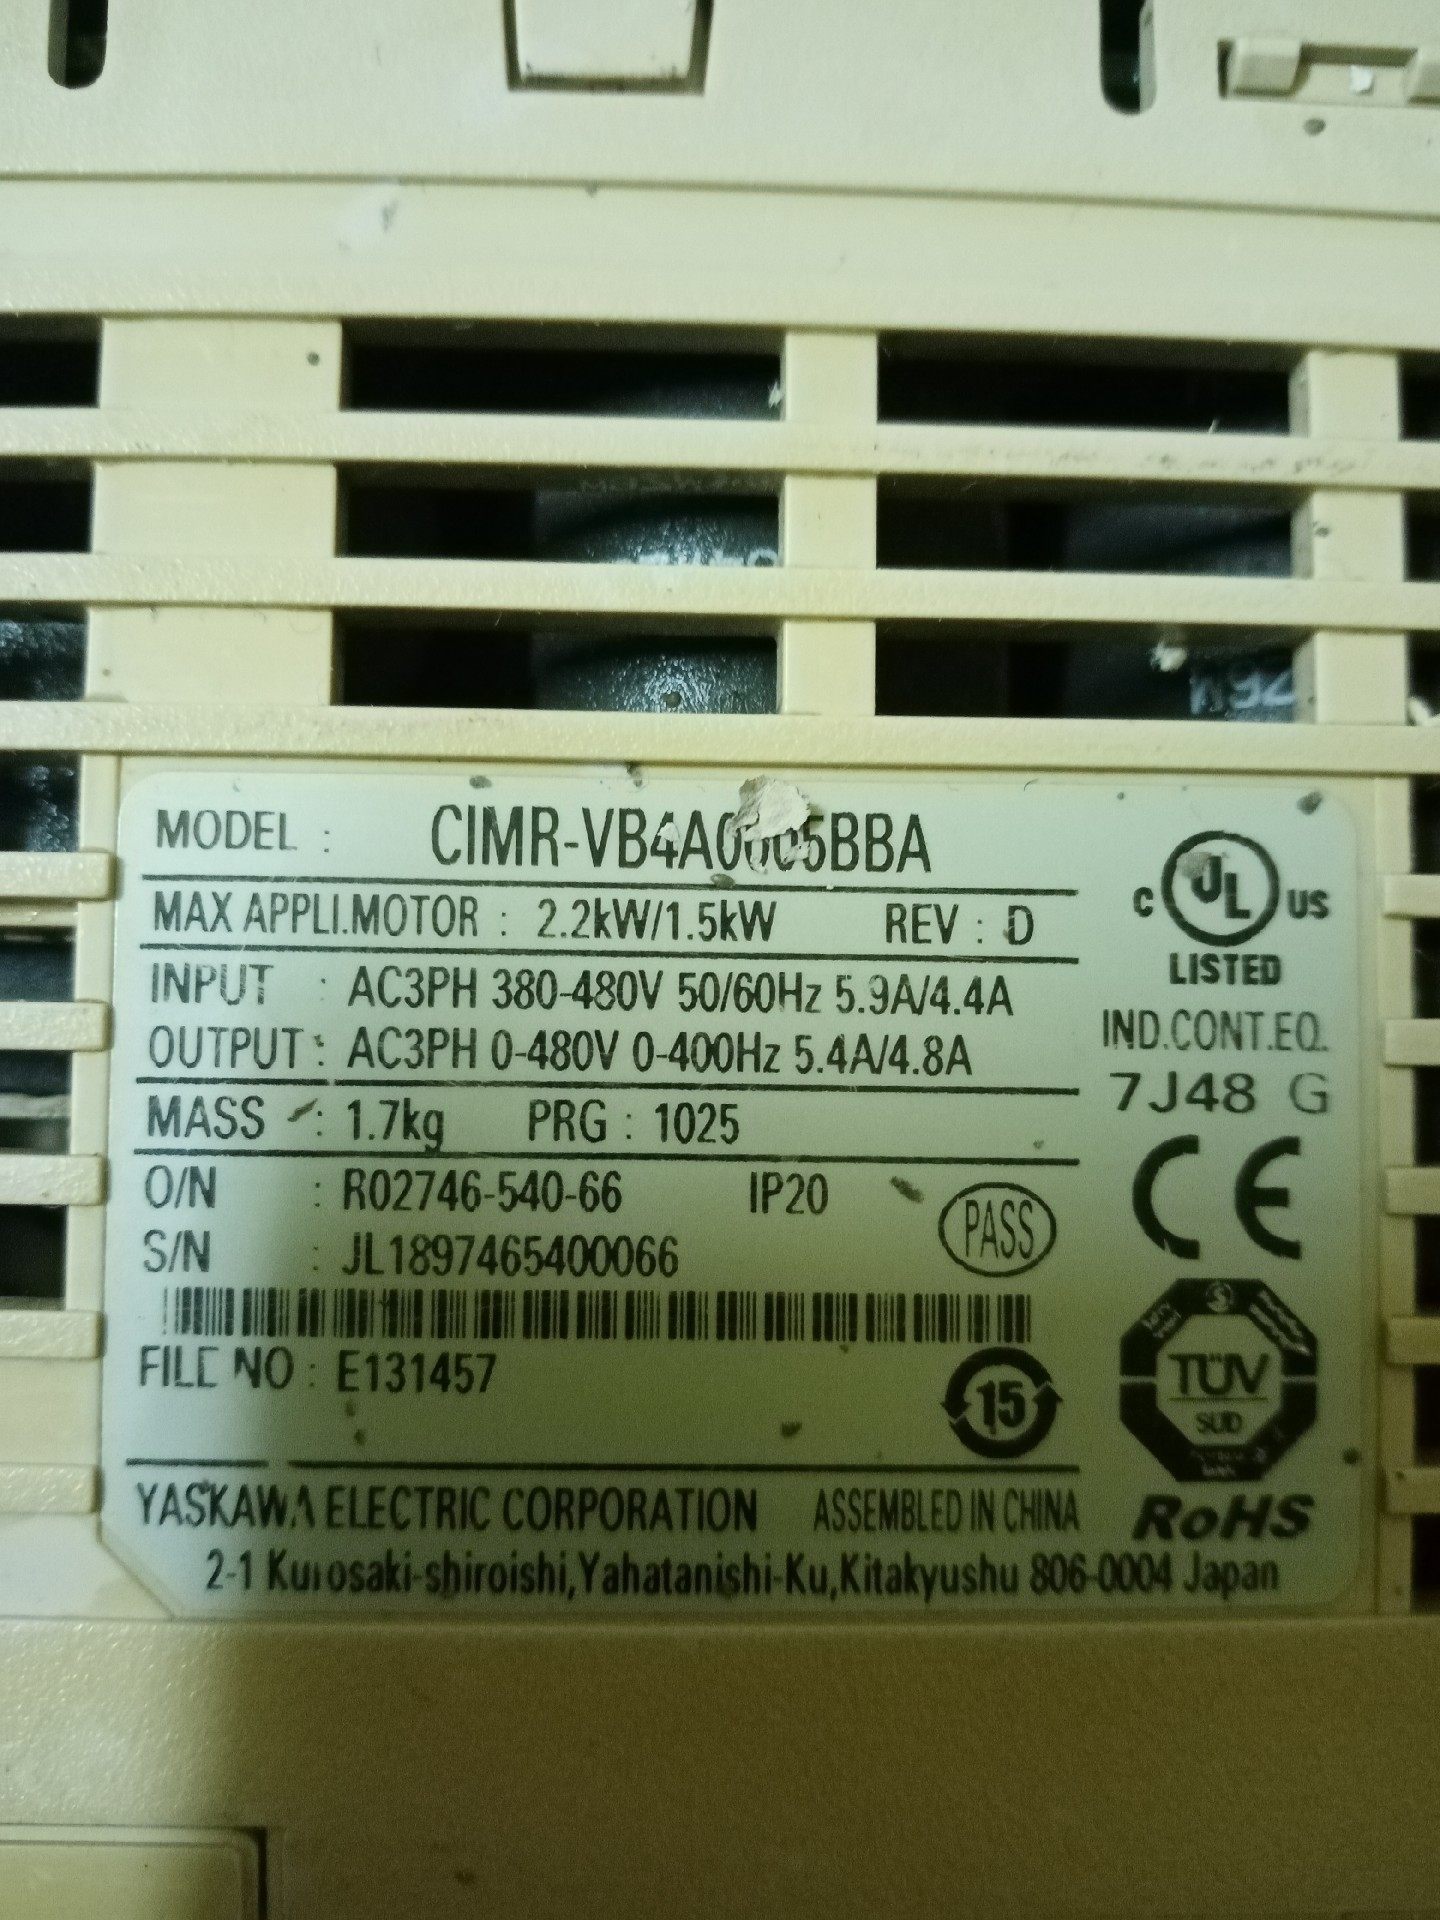 MODEL : CIMR-VB4A0005BBA
MAX APPLI.MOTOR : 2.2kW/1.5kW REV : D
INPUT : AC3PH 380-480V 50/60Hz 5.9A/4.4A
OUTPUT : AC3PH 0-480V 0-400Hz 5.4A/4.8A
MASS : 1.7kg PRG : 1025
O/N : R02746-540-66 IP20
S/N : JL1897465400066
PASS
FILE NO : E131457
15
YASKAWA ELECTRIC CORPORATION ASSEMBLED IN CHINA
2-1 Kurosaki-shiroishi,Yahatanishi-Ku,Kitakyushu 806-0004 Japan
C UL US
LISTED
IND.CONT.EQ.
7J48 G
CE
TÜV
SÜD
RoHS